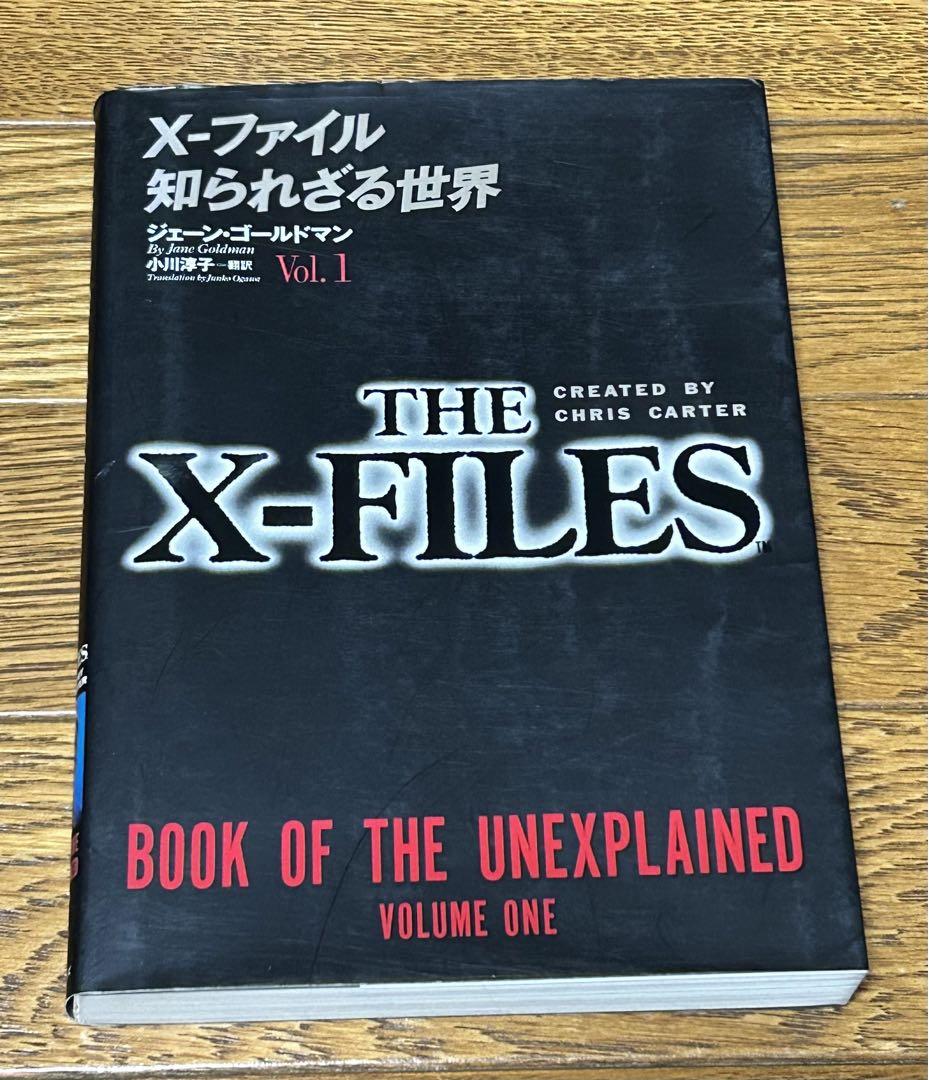 X-ファイル
知られざる世界
ジェーン・ゴールドマン
By Jane Goldman
小川淳子=翻訳
Translation by Junko Ogawa
Vol. 1
THE
CREATED BY
CHRIS CARTER
X-FILES™
BOOK OF THE UNEXPLAINED
VOLUME ONE